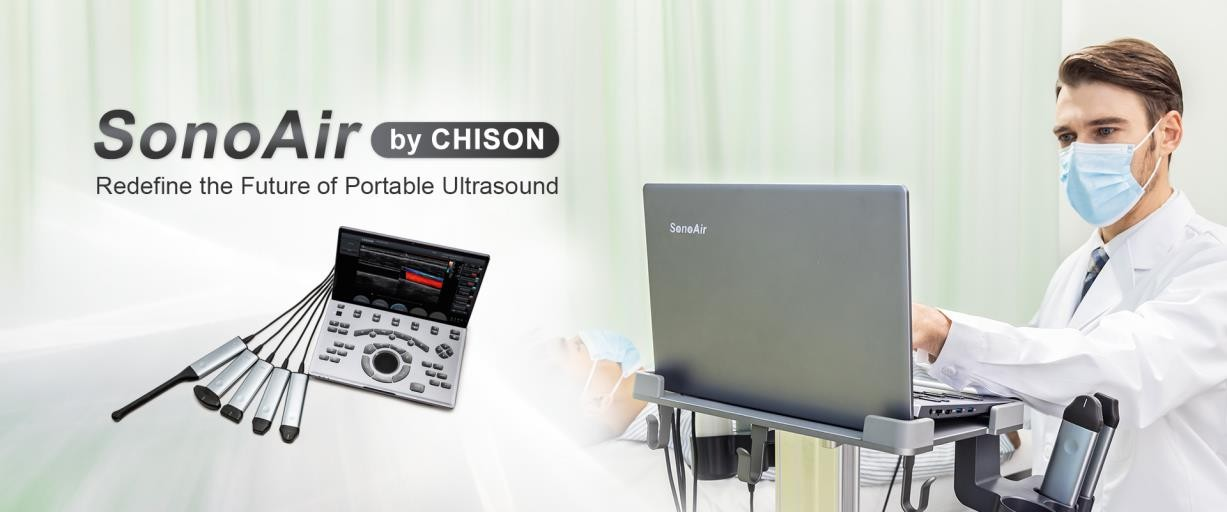 SonoAir by CHISON
Redefine the Future of Portable Ultrasound
SonoAir